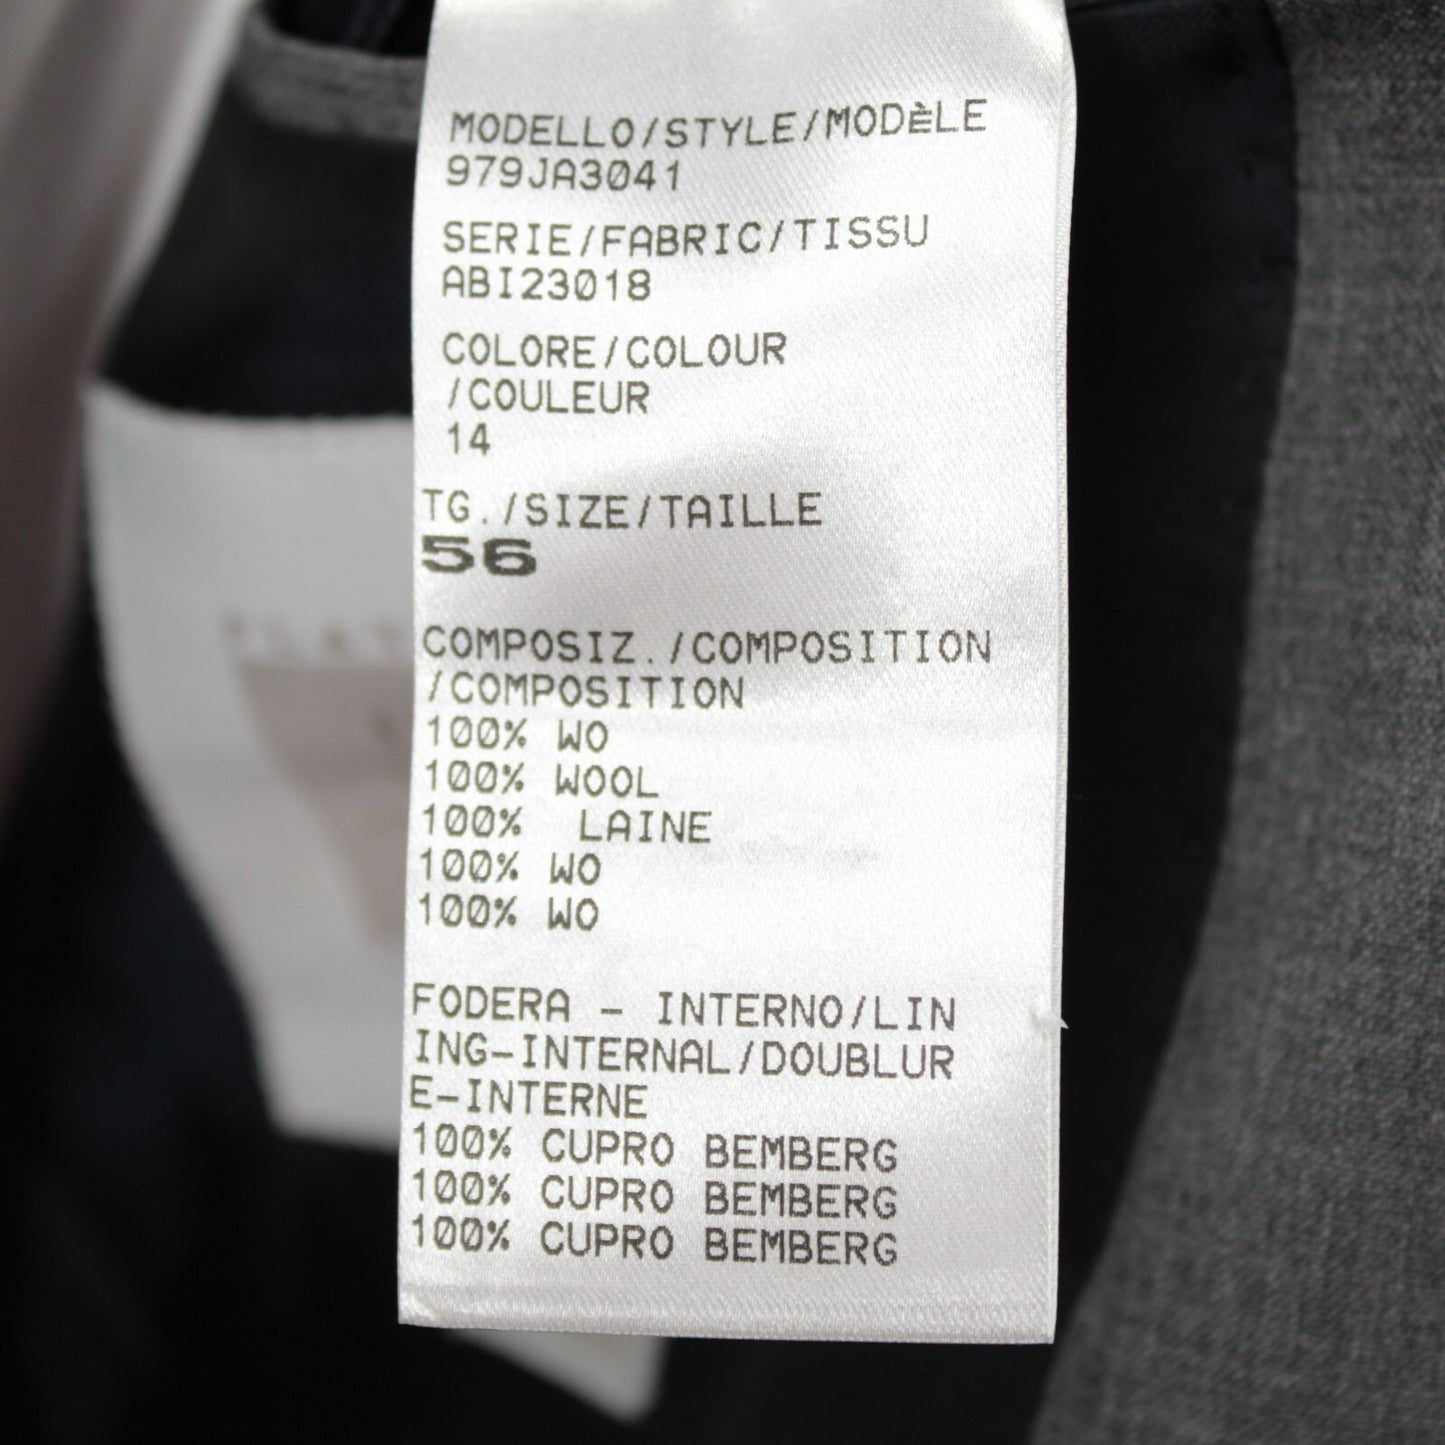 MODELLO/STYLE/MODÈLE
979JA3041
SERIE/FABRIC/TISSU
ABI23018
COLORE/COLOUR
/COULEUR
14
TG./SIZE/TAILLE
56
COMPOSIZ./COMPOSITION
/COMPOSITION
100% WO
100% WOOL
100% LAINE
100% WO
100% WO
FODERA - INTERNO/LIN
ING-INTERNAL/DOUBLUR
E-INTERNE
100% CUPRO BEMBERG
100% CUPRO BEMBERG
100% CUPRO BEMBERG